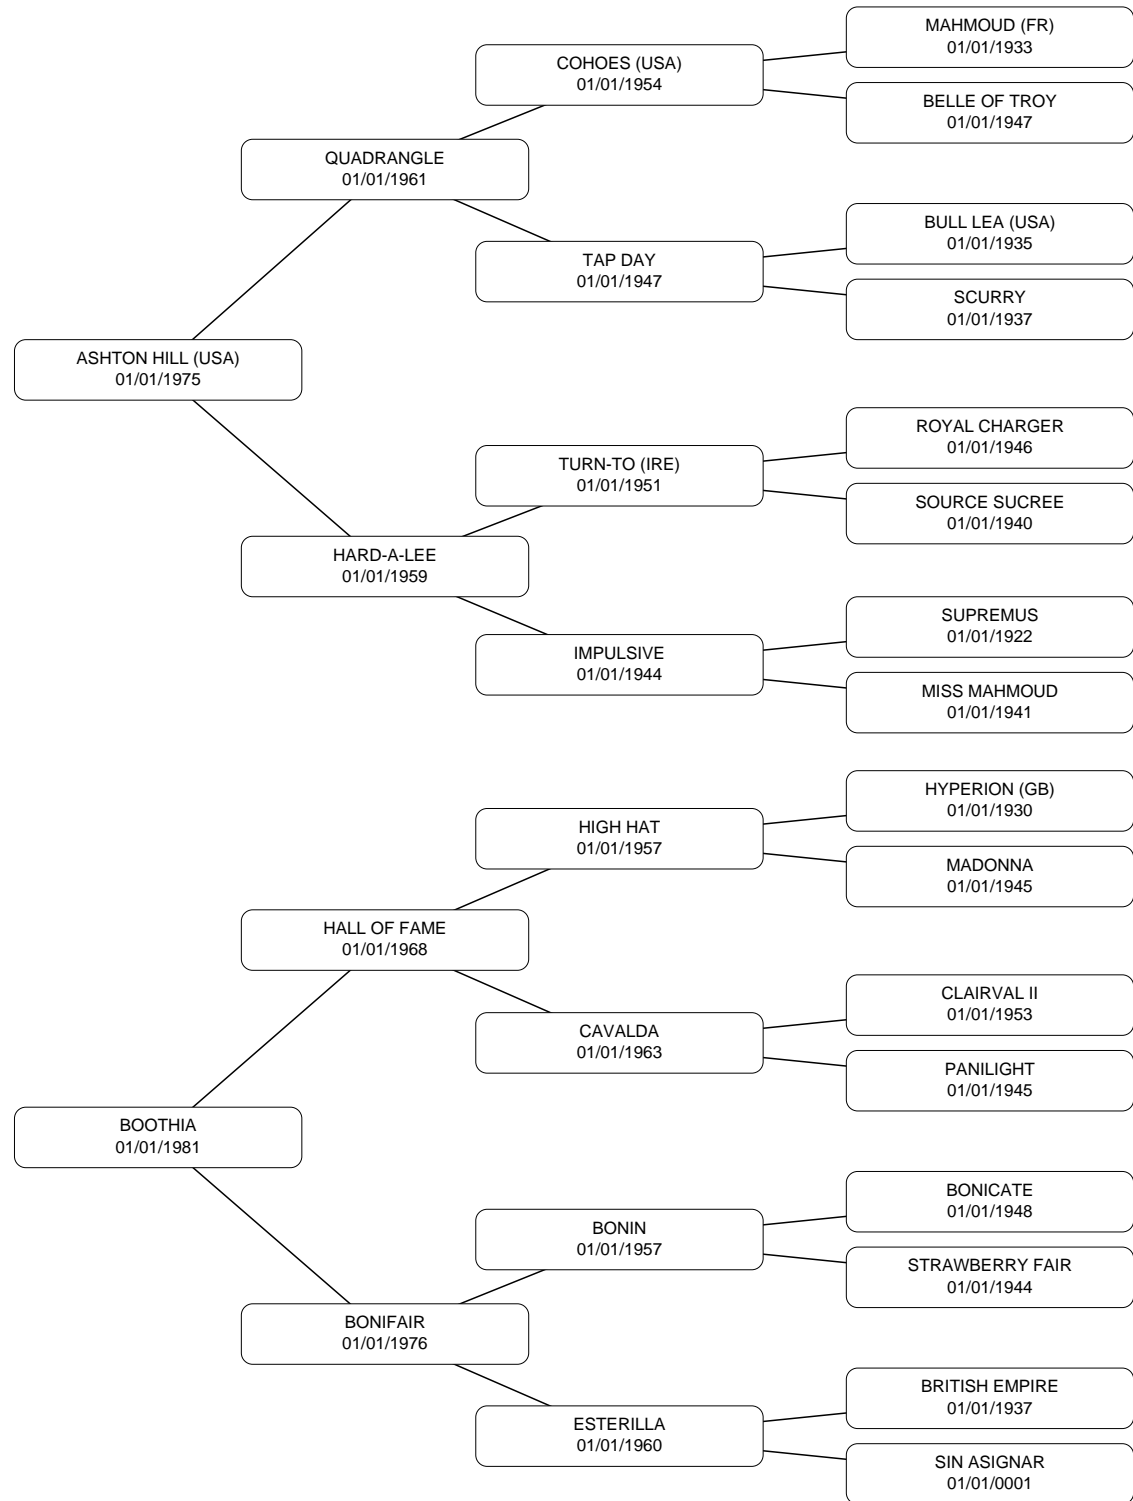 MAHMOUD (FR)
01/01/1933
COHOES (USA)
01/01/1954
BELLE OF TROY
01/01/1947
QUADRANGLE
01/01/1961
BULL LEA (USA)
01/01/1935
TAP DAY
01/01/1947
SCURRY
01/01/1937
ASHTON HILL (USA)
01/01/1975
ROYAL CHARGER
01/01/1946
TURN-TO (IRE)
01/01/1951
SOURCE SUCREE
01/01/1940
HARD-A-LEE
01/01/1959
SUPREMUS
01/01/1922
IMPULSIVE
01/01/1944
MISS MAHMOUD
01/01/1941
HYPERION (GB)
01/01/1930
HIGH HAT
01/01/1957
MADONNA
01/01/1945
HALL OF FAME
01/01/1968
CLAIRVAL II
01/01/1953
CAVALDA
01/01/1963
PANILIGHT
01/01/1945
BOOTHIA
01/01/1981
BONICATE
01/01/1948
BONIN
01/01/1957
STRAWBERRY FAIR
01/01/1944
BONIFAIR
01/01/1976
BRITISH EMPIRE
01/01/1937
ESTERILLA
01/01/1960
SIN ASIGNAR
01/01/0001